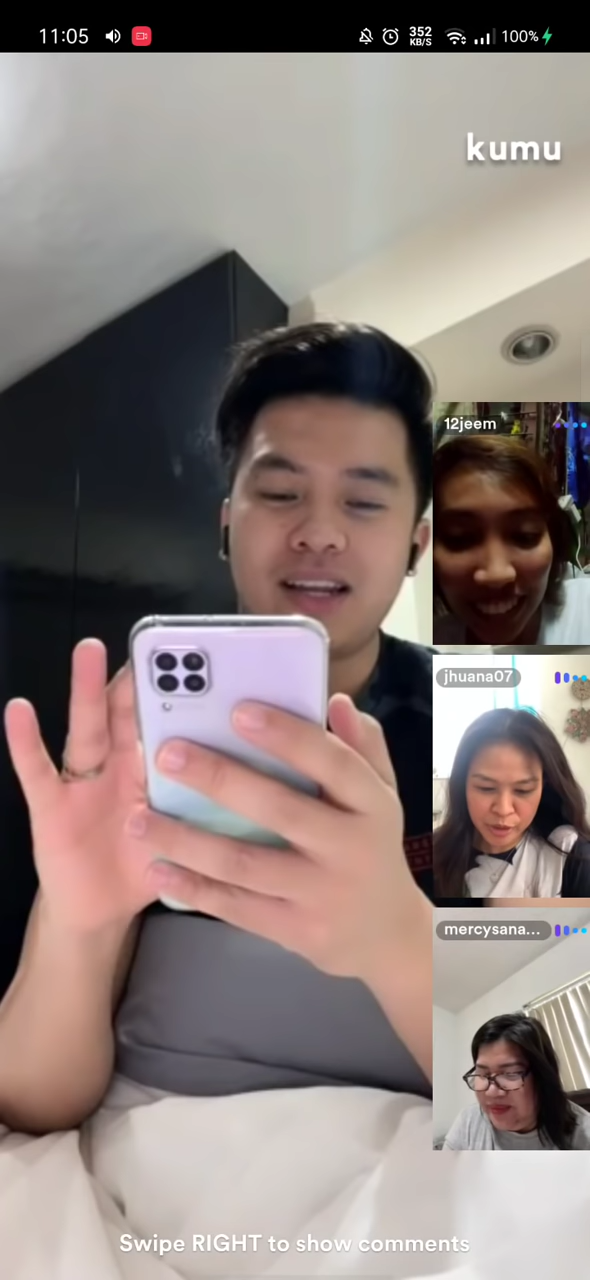 11:05
352
KB/S
100%
kumu
12jeem
jhuana07
mercysana...
Swipe RIGHT to show comments